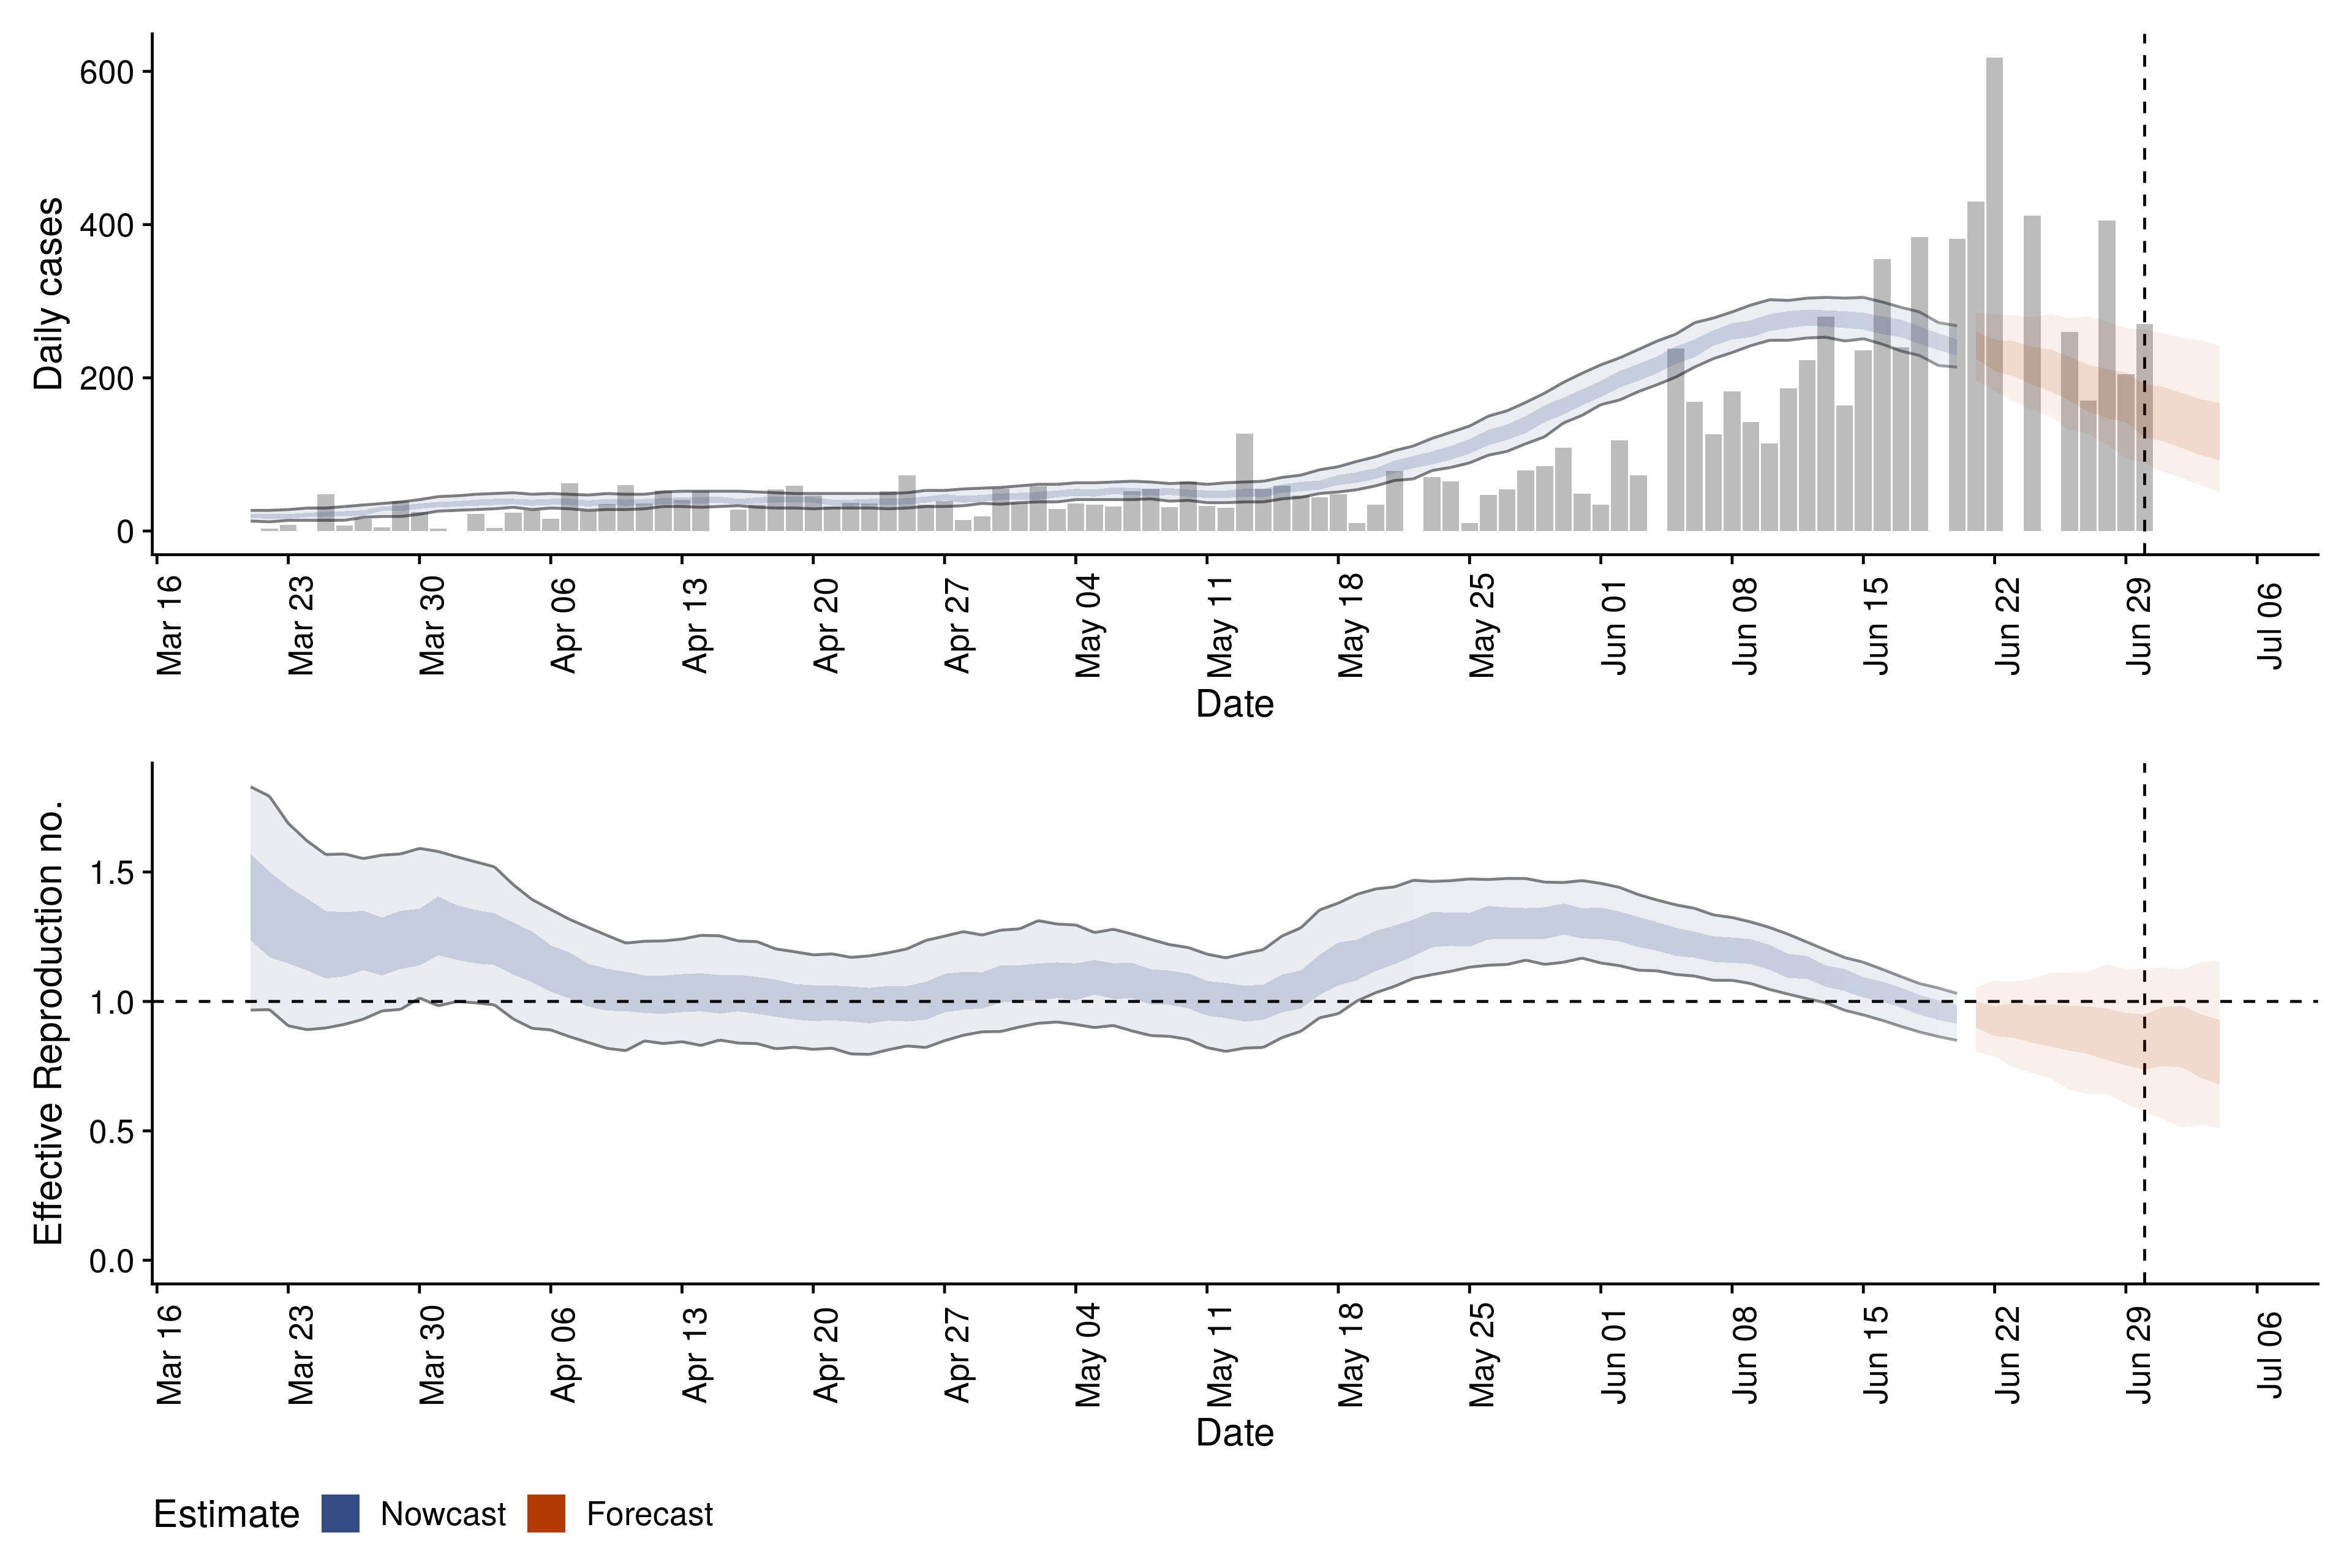 Daily cases
600
400
200
0
Mar 16
Mar 23
Mar 30
Apr 06
Apr 13
Apr 20
Apr 27
May 04
May 11
May 18
May 25
Jun 01
Jun 08
Jun 15
Jun 22
Jun 29
Jul 06
Date
Effective Reproduction no.
1.5
1.0
0.5
0.0
Mar 16
Mar 23
Mar 30
Apr 06
Apr 13
Apr 20
Apr 27
May 04
May 11
May 18
May 25
Jun 01
Jun 08
Jun 15
Jun 22
Jun 29
Jul 06
Date
Estimate Nowcast Forecast